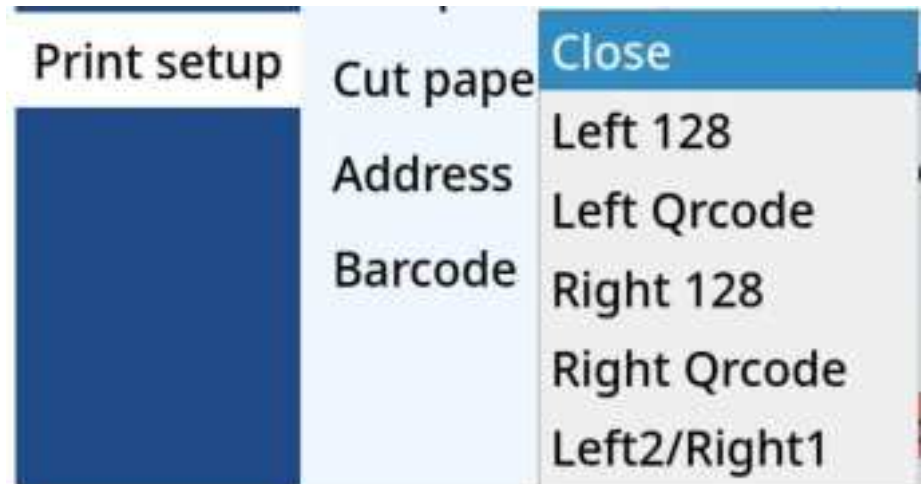 Print setup
Cut pape
Address
Barcode
Close
Left 128
Left Qrcode
Right 128
Right Qrcode
Left2/Right1